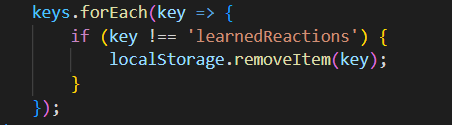 keys.forEach(key => {
    if (key !== 'learnedReactions') {
        localStorage.removeItem(key);
    }
});